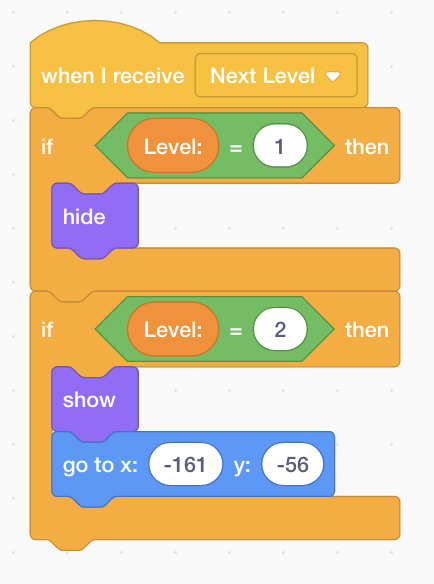 when I receive Next Level
if Level: = 1 then
hide
if Level: = 2 then
show
go to x: -161 y: -56